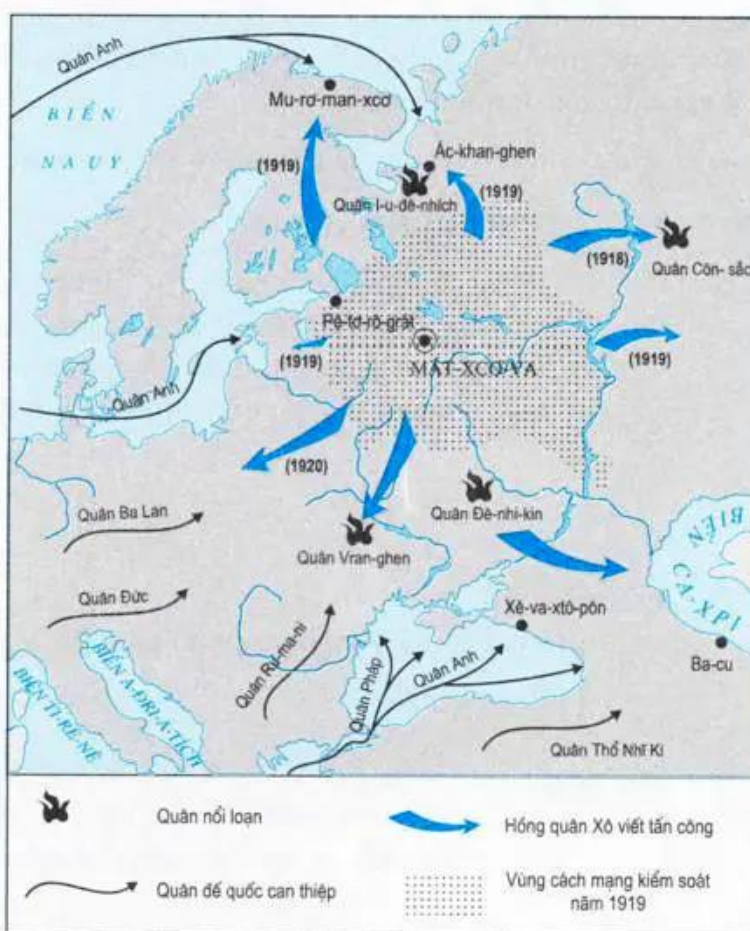 Quân Anh
Mu-rơ-man-xcơ
BIỂN
NA UY
Ác-khan-ghen
(1919)
Quân I-u-đê-nhích
(1919)
(1918)
Quân Côn- sắc
Pê-tơ-rô-grát
(1919)
MÁT-XCƠ-VA
(1919)
Quân Anh
(1920)
Quân Ba Lan
Quân Đê-nhi-kin
Quân Vran-ghen
BIỂN
CA-XPI
Quân Đức
Xê-va-xtô-pôn
Quân Ru-ma-ni
Quân Pháp
Quân Anh
Ba-cu
BIỂN A-ĐRI-A-TÍCH
BIỂN TI-RÊ-NÊ
Quân Thổ Nhĩ Kì
Quân nổi loạn
Hồng quân Xô viết tấn công
Quân đế quốc can thiệp
Vùng cách mạng kiểm soát
năm 1919